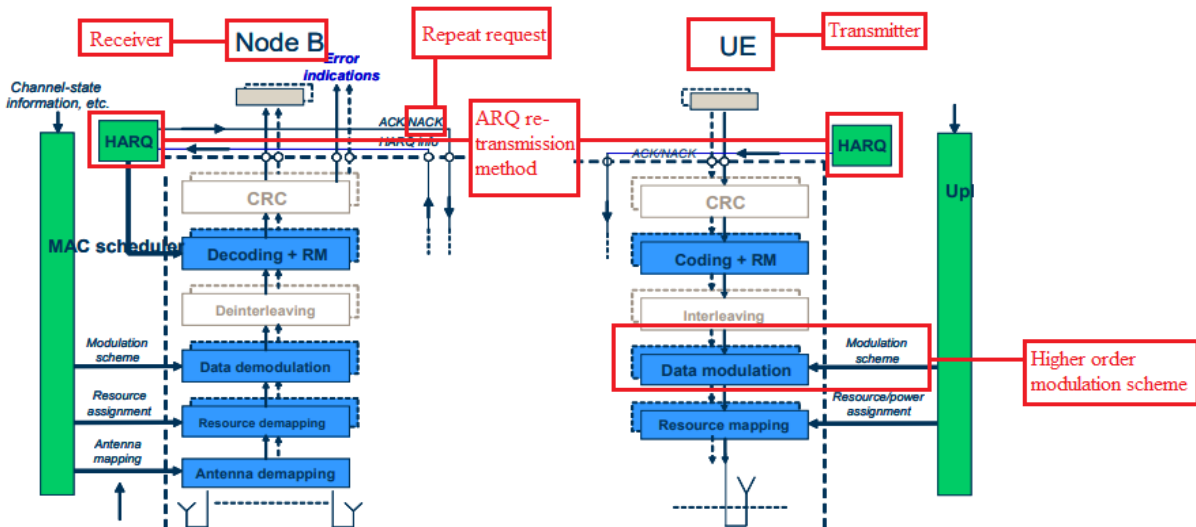 Receiver
Node B
Repeat request
UE
Transmitter
Error
indications
Channel-state
information, etc.
HARQ
ACK/NACK
HARQ info
ARQ re-
transmission
method
ACK/NACK
HARQ
CRC
CRC
Upl
MAC scheduler
Decoding + RM
Coding + RM
Deinterleaving
Interleaving
Modulation
scheme
Data demodulation
Data modulation
Modulation
scheme
Higher order
modulation scheme
Resource
assignment
Resource demapping
Resource mapping
Resource/power
assignment
Antenna
mapping
Antenna demapping